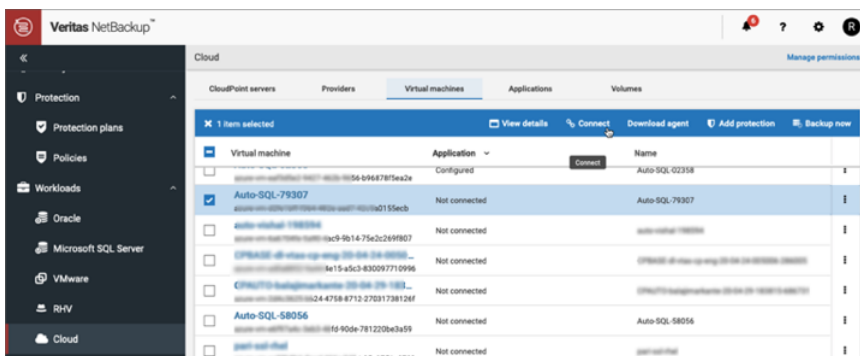 Veritas NetBackup™
6
?
R
Cloud
Manage permissions
Protection
Protection plans
Policies
Workloads
Oracle
Microsoft SQL Server
VMware
RHV
Cloud
CloudPoint servers Providers Virtual machines Applications Volumes
1 item selected View details Connect Download agent Add protection Backup now
Virtual machine Application Name
Connect
56-b96878f5ea2e Configured Auto-SQL-02358
Auto-SQL-79307 Not connected Auto-SQL-79307
a0155ecb
Not connected
ac9-9b14-75e2c269f807
Not connected
4e15-a5c3-830097710996
Not connected
624-4758-8712-27031738126f
Auto-SQL-58056 Not connected Auto-SQL-58056
fd-90de-781220be3a59
Not connected